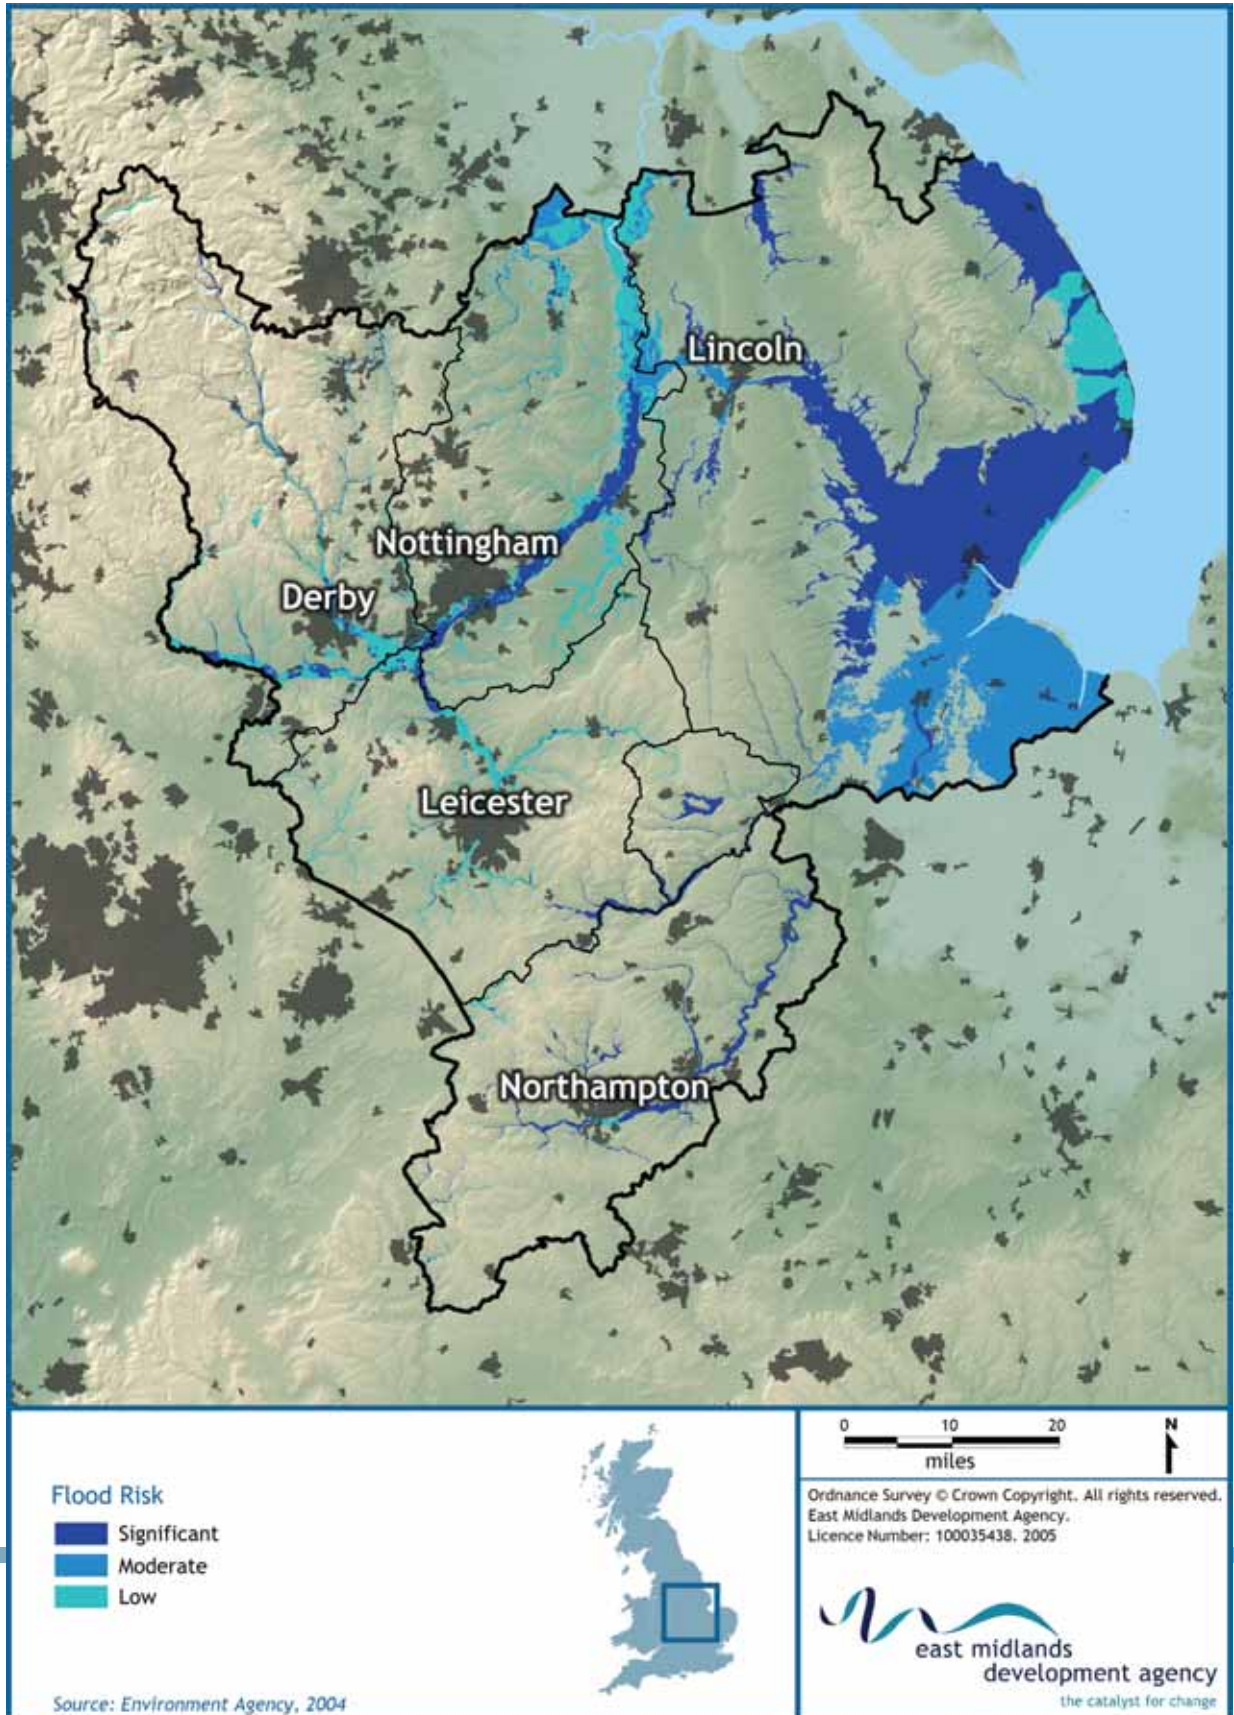 Lincoln
Nottingham
Derby
Leicester
Northampton
Flood Risk
Significant
Moderate
Low
Source: Environment Agency, 2004
0 10 20
miles
N
Ordnance Survey © Crown Copyright. All rights reserved.
East Midlands Development Agency.
Licence Number: 100035438. 2005
east midlands
development agency
the catalyst for change